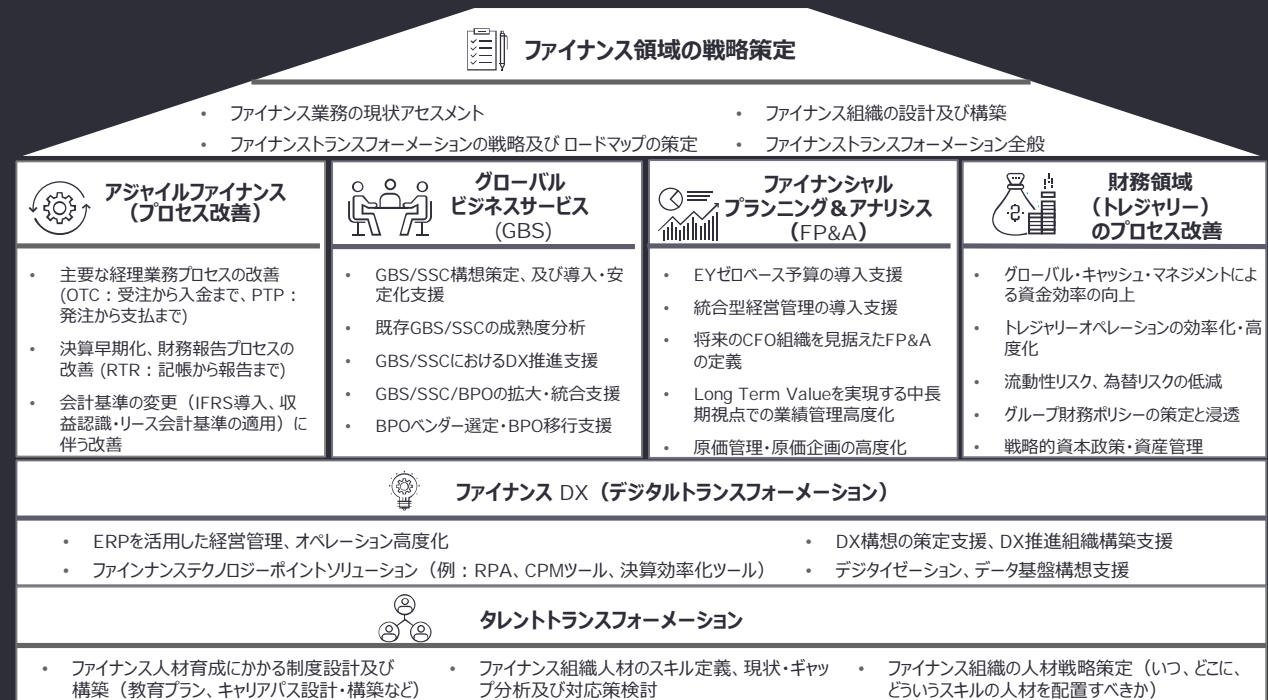 ファイナンス領域の戦略策定
• ファイナンス業務の現状アセスメント
• ファイナンストランスフォーメーションの戦略及び ロードマップの策定
• ファイナンス組織の設計及び構築
• ファイナンストランスフォーメーション全般
アジャイルファイナンス
（プロセス改善）
• 主要な経理業務プロセスの改善
(OTC：受注から入金まで、PTP：
発注から支払まで)
• 決算早期化、財務報告プロセスの
改善 (RTR：記帳から報告まで)
• 会計基準の変更（IFRS導入、収
益認識・リース会計基準の適用）に
伴う改善
グローバル
ビジネスサービス
(GBS)
• GBS/SSC構想策定、及び導入・安
定化支援
• 既存GBS/SSCの成熟度分析
• GBS/SSCにおけるDX推進支援
• GBS/SSC/BPOの拡大・統合支援
• BPOベンダー選定・BPO移行支援
ファイナンシャル
プランニング＆アナリシス
（FP&A）
• EYゼロベース予算の導入支援
• 統合型経営管理の導入支援
• 将来のCFO組織を見据えたFP&A
の定義
• Long Term Valueを実現する中長
期視点での業績管理高度化
• 原価管理・原価企画の高度化
財務領域
（トレジャリー）
のプロセス改善
• グローバル・キャッシュ・マネジメントによ
る資金効率の向上
• トレジャリーオペレーションの効率化・高
度化
• 流動性リスク、為替リスクの低減
• グループ財務ポリシーの策定と浸透
• 戦略的資本政策・資産管理
ファイナンス DX（デジタルトランスフォーメーション）
• ERPを活用した経営管理、オペレーション高度化
• ファインナンステクノロジーポイントソリューション（例：RPA、CPMツール、決算効率化ツール）
• DX構想の策定支援、DX推進組織構築支援
• デジタイゼーション、データ基盤構想支援
タレントトランスフォーメーション
• ファイナンス人材育成にかかる制度設計及び
構築（教育プラン、キャリアパス設計・構築など）
• ファイナンス組織人材のスキル定義、現状・ギャッ
プ分析及び対応策検討
• ファイナンス組織の人材戦略策定（いつ、どこに、
どういうスキルの人材を配置すべきか）